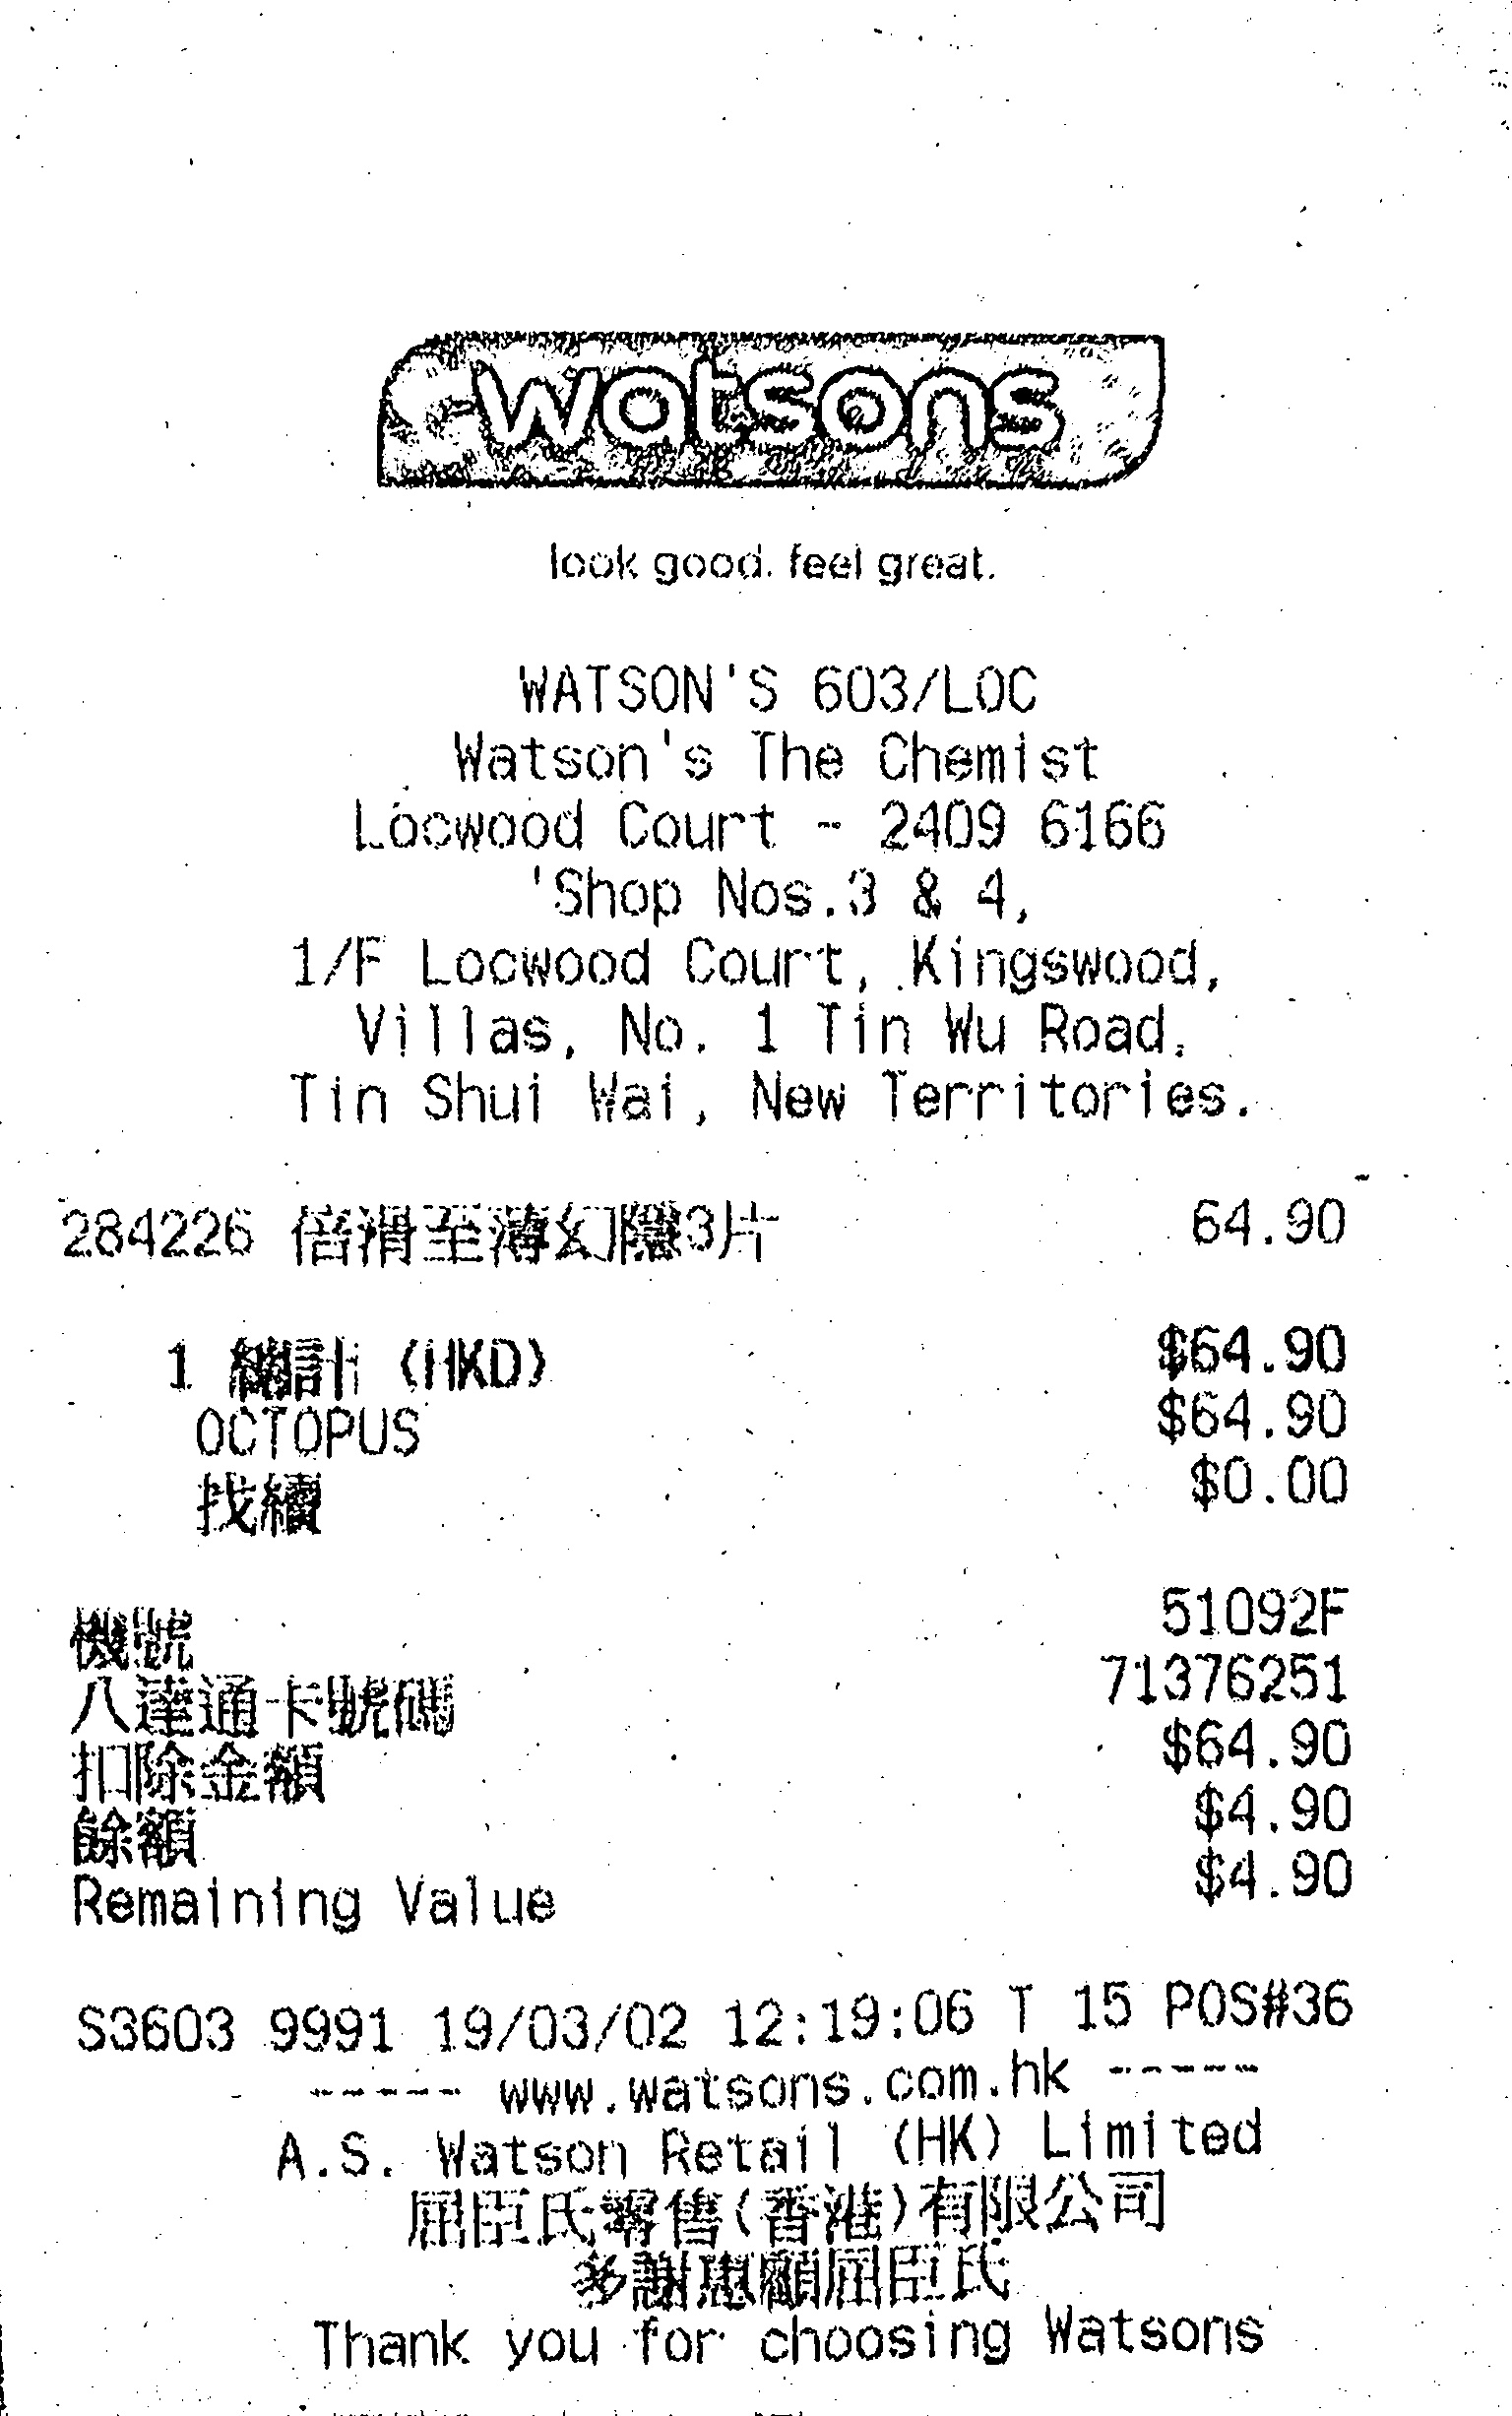 watsons
look good. feel great.
WATSON'S 603/LOC
Watson's The Chemist
Locwood Court - 2409 6166
'Shop Nos.3 & 4,
1/F Locwood Court, Kingswood,
Villas, No. 1 Tin Wu Road,
Tin Shui Wai, New Territories.
284226 倍滑至薄幻隱3片 64.90
1 總計 (HKD) $64.90
OCTOPUS $64.90
找續 $0.00
機號 51092F
八達通卡號碼 71376251
扣除金額 $64.90
餘額 $4.90
Remaining Value $4.90
S3603 9991 19/03/02 12:19:06 T 15 POS#36
----- www.watsons.com.hk -----
A.S. Watson Retail (HK) Limited
屈臣氏零售(香港)有限公司
多謝惠顧屈臣氏
Thank you for choosing Watsons